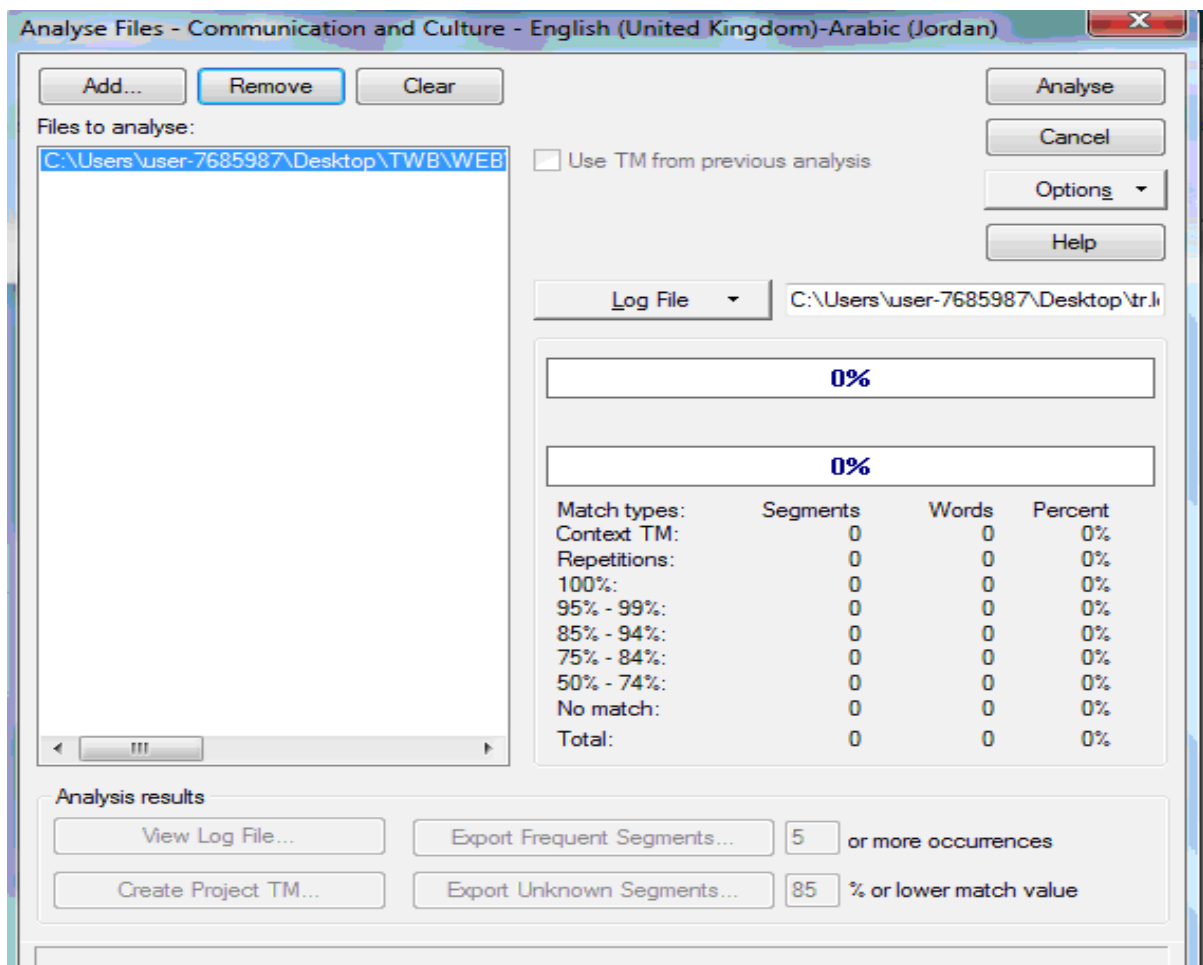 Analyse Files - Communication and Culture - English (United Kingdom)-Arabic (Jordan)
Add... Remove Clear Analyse
Files to analyse: Cancel
C:\Users\user-7685987\Desktop\TWB\WEB Use TM from previous analysis
Options
Help
Log File C:\Users\user-7685987\Desktop\tr.l
0%
0%
Match types: Segments Words Percent
Context TM: 0 0 0%
Repetitions: 0 0 0%
100%: 0 0 0%
95% - 99%: 0 0 0%
85% - 94%: 0 0 0%
75% - 84%: 0 0 0%
50% - 74%: 0 0 0%
No match: 0 0 0%
Total: 0 0 0%
Analysis results
View Log File... Export Frequent Segments... 5 or more occurrences
Create Project TM... Export Unknown Segments... 85 % or lower match value